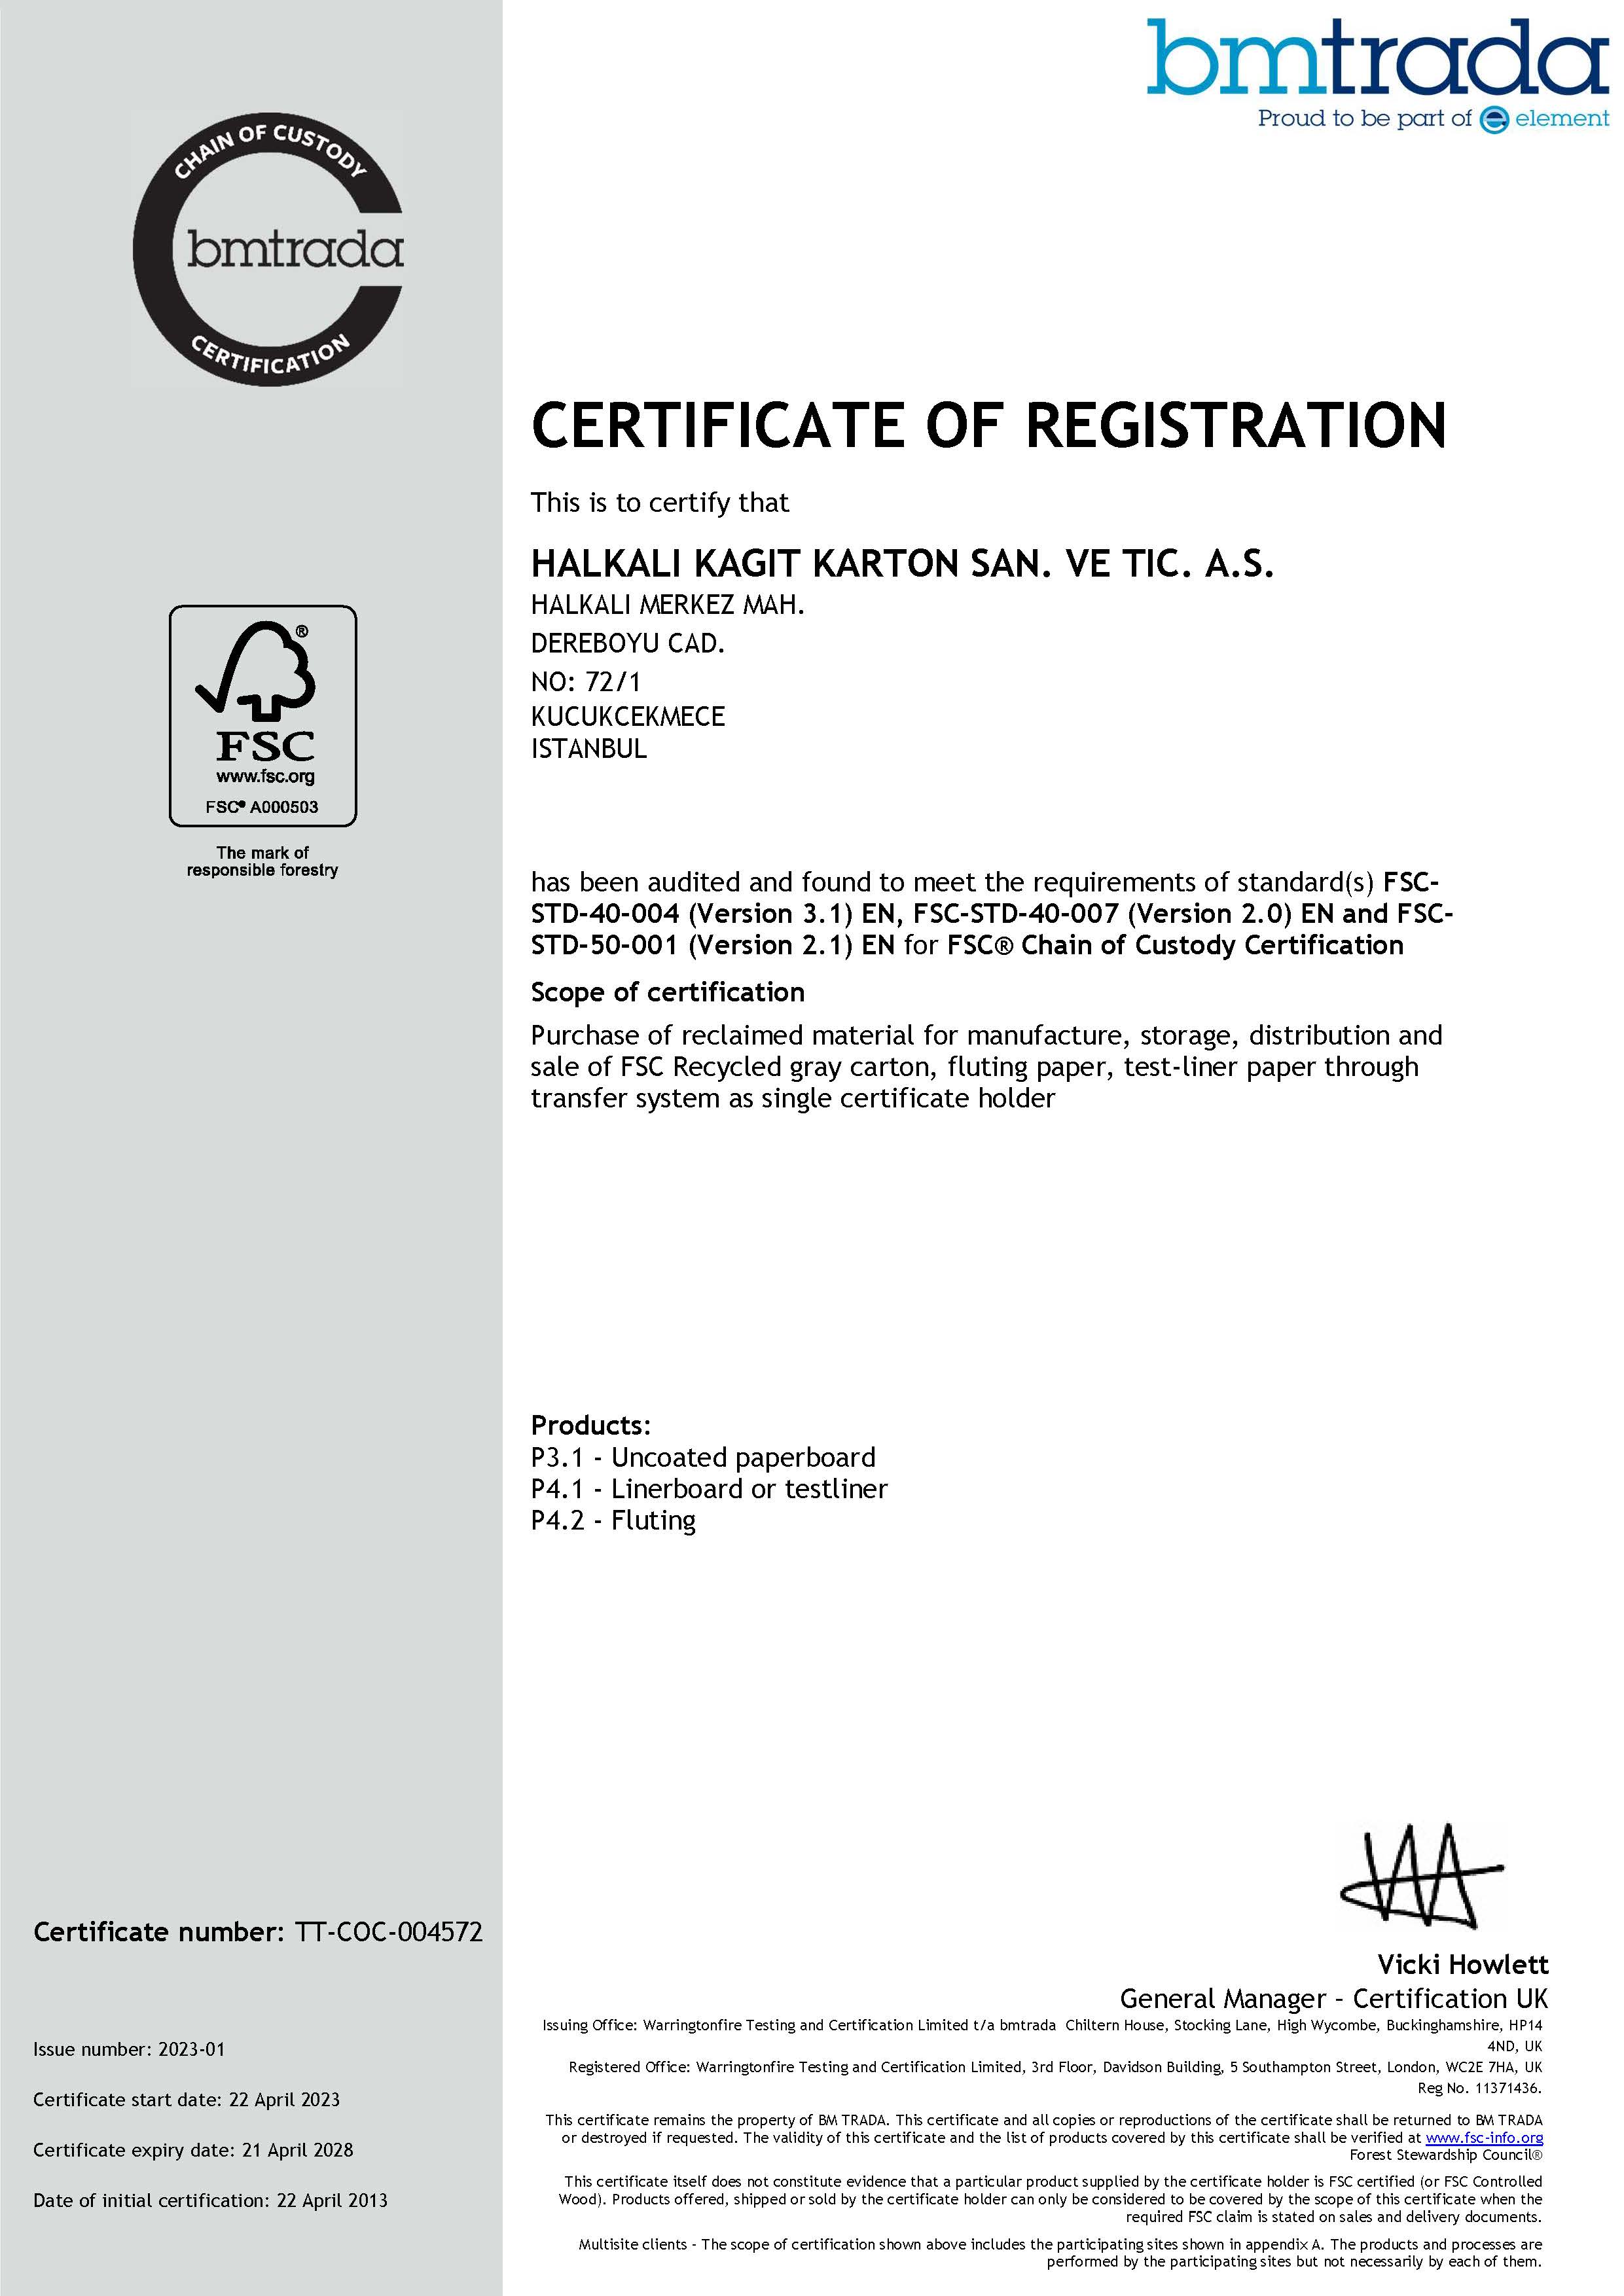 bmtrada
Proud to be part of element
CHAIN OF CUSTODY
bmtrada
CERTIFICATION
CERTIFICATE OF REGISTRATION
This is to certify that
HALKALI KAGIT KARTON SAN. VE TIC. A.S.
HALKALI MERKEZ MAH.
DEREBOYU CAD.
NO: 72/1
KUCUKCEKMECE
ISTANBUL
®
FSC
www.fsc.org
FSC® A000503
The mark of
responsible forestry
has been audited and found to meet the requirements of standard(s) FSC-
STD-40-004 (Version 3.1) EN, FSC-STD-40-007 (Version 2.0) EN and FSC-
STD-50-001 (Version 2.1) EN for FSC® Chain of Custody Certification
Scope of certification
Purchase of reclaimed material for manufacture, storage, distribution and
sale of FSC Recycled gray carton, fluting paper, test-liner paper through
transfer system as single certificate holder
Products:
P3.1 - Uncoated paperboard
P4.1 - Linerboard or testliner
P4.2 - Fluting
Certificate number: TT-COC-004572
Issue number: 2023-01
Certificate start date: 22 April 2023
Certificate expiry date: 21 April 2028
Date of initial certification: 22 April 2013
Vicki Howlett
General Manager – Certification UK
Issuing Office: Warringtonfire Testing and Certification Limited t/a bmtrada Chiltern House, Stocking Lane, High Wycombe, Buckinghamshire, HP14
4ND, UK
Registered Office: Warringtonfire Testing and Certification Limited, 3rd Floor, Davidson Building, 5 Southampton Street, London, WC2E 7HA, UK
Reg No. 11371436.
This certificate remains the property of BM TRADA. This certificate and all copies or reproductions of the certificate shall be returned to BM TRADA
or destroyed if requested. The validity of this certificate and the list of products covered by this certificate shall be verified at www.fsc-info.org
Forest Stewardship Council®
This certificate itself does not constitute evidence that a particular product supplied by the certificate holder is FSC certified (or FSC Controlled
Wood). Products offered, shipped or sold by the certificate holder can only be considered to be covered by the scope of this certificate when the
required FSC claim is stated on sales and delivery documents.
Multisite clients - The scope of certification shown above includes the participating sites shown in appendix A. The products and processes are
performed by the participating sites but not necessarily by each of them.